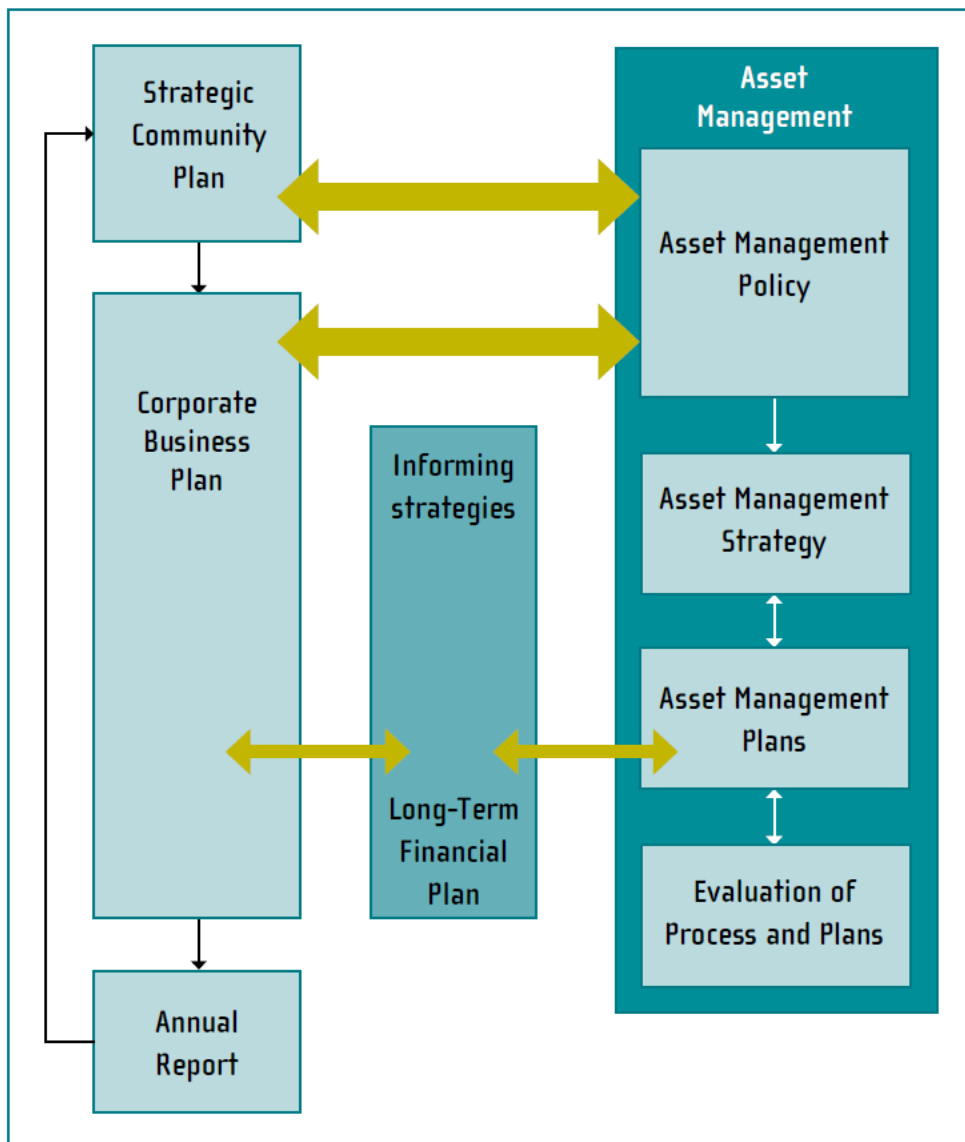 Strategic
Community
Plan
Corporate
Business
Plan
Annual
Report
Informing
strategies
Long-Term
Financial
Plan
Asset
Management
Asset Management
Policy
Asset Management
Strategy
Asset Management
Plans
Evaluation of
Process and Plans